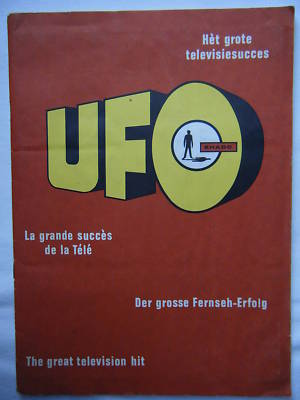 Hèt grote
televisiesucces
UFO
SHADO
La grande succès
de la Télé
Der grosse Fernseh-Erfolg
The great television hit